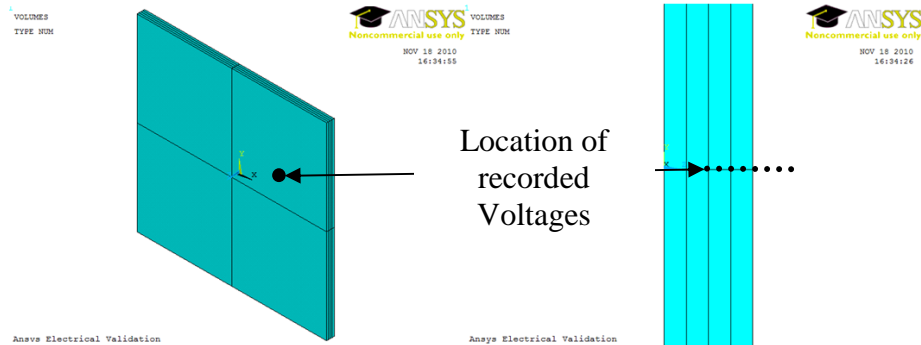 VOLUMES
TYPE NUM
ANSYS
Noncommercial use only
NOV 18 2010
16:34:55
Y
X
Ansys Electrical Validation
Location of
recorded
Voltages
VOLUMES
TYPE NUM
ANSYS
Noncommercial use only
NOV 18 2010
16:34:26
X
Ansys Electrical Validation